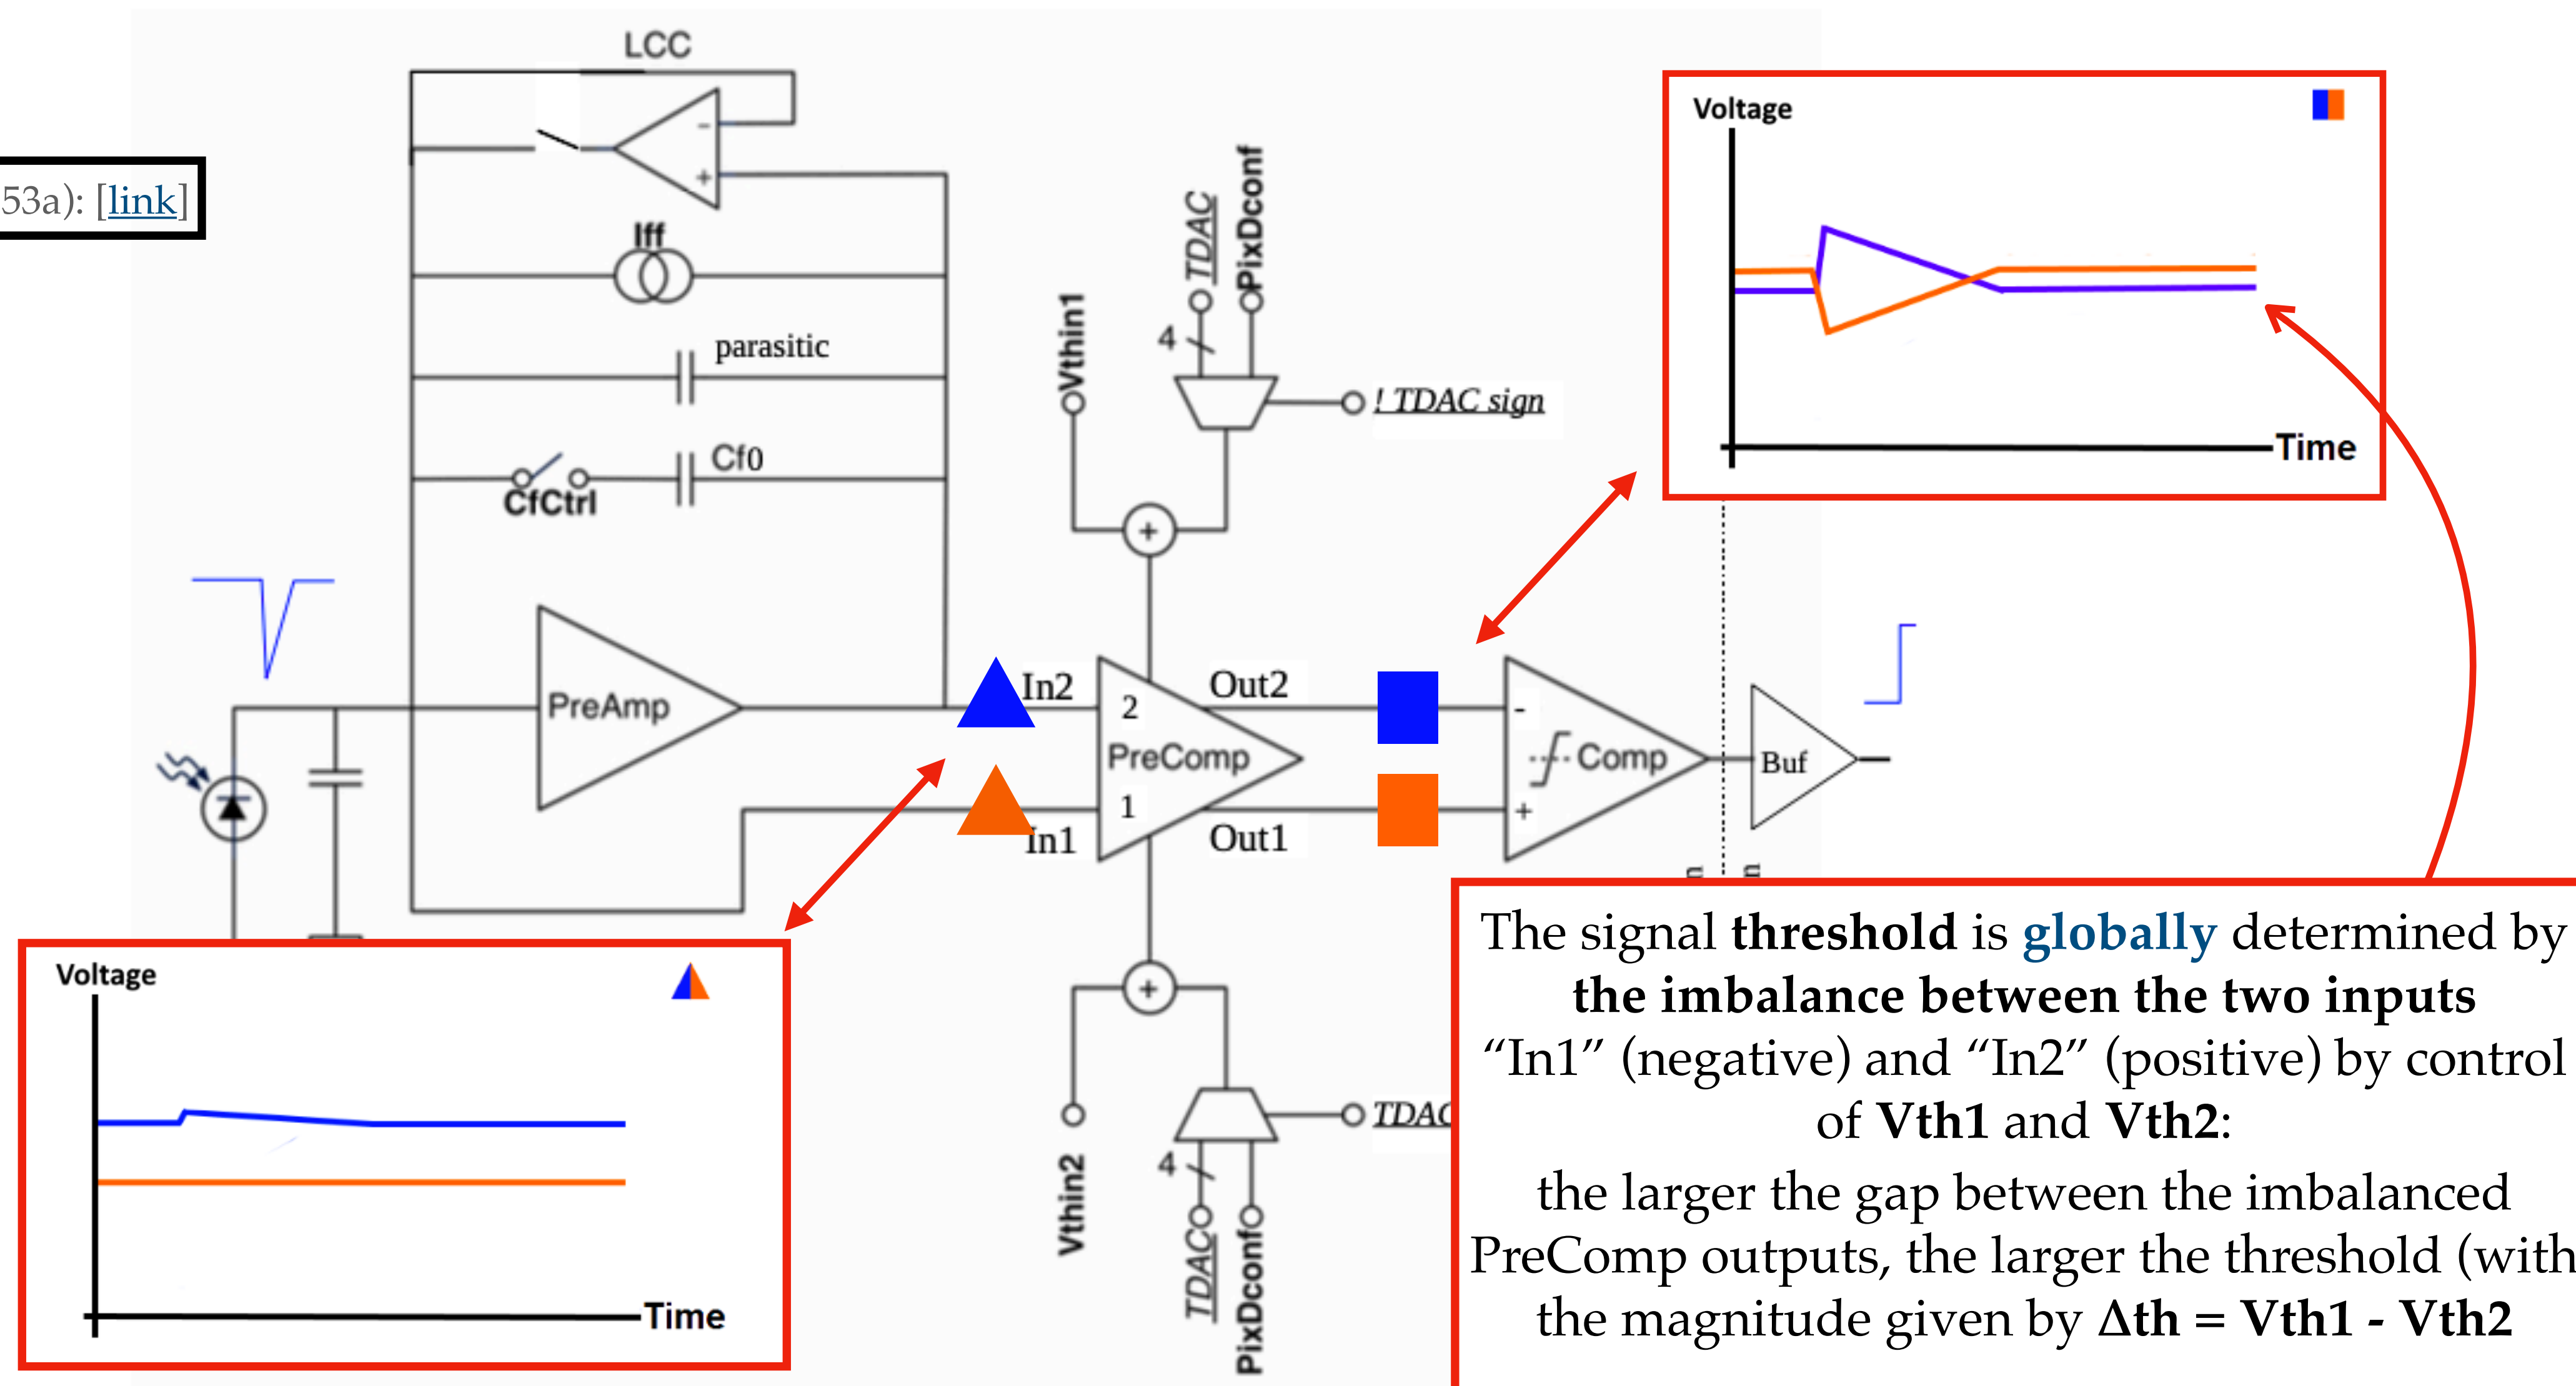 LCC
-
+
53a): [link]
Iff
parasitic
Cf0
CfCtrl
PreAmp
TDAC
PixDconf
Vthin1
4
! TDAC sign
+
In2
In1
2
PreComp
1
Out2
Out1
-
Comp
+
Buf
Voltage
Time
n
n
+
Vthin2
4
TDAC
PixDconf
TDAC
Voltage
Time
The signal threshold is globally determined by
the imbalance between the two inputs
“In1” (negative) and “In2” (positive) by control
of Vth1 and Vth2:
the larger the gap between the imbalanced
PreComp outputs, the larger the threshold (with
the magnitude given by Δth = Vth1 - Vth2